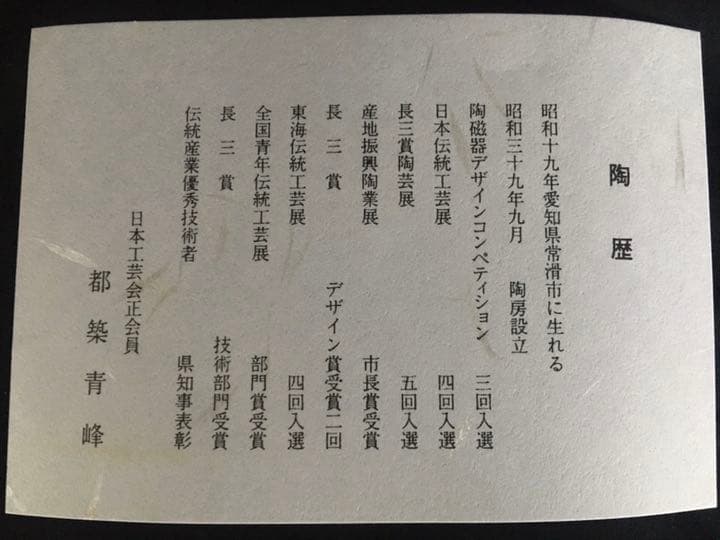 陶歴
昭和十九年愛知県常滑市に生れる
昭和三十九年九月 陶房設立
陶磁器デザインコンペティション 三回入選
日本伝統工芸展 四回入選
長三賞陶芸展 五回入選
産地振興陶業展 市長賞受賞
長三賞 デザイン賞受賞二回
東海伝統工芸展 四回入選
全国青年伝統工芸展 部門賞受賞
長三賞 技術部門受賞
伝統産業優秀技術者 県知事表彰
日本工芸会正会員
都築青峰